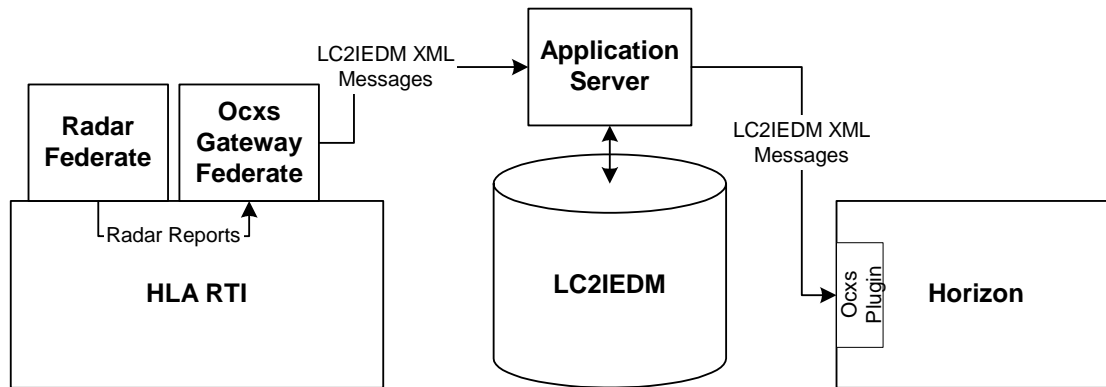 LC2IEDM XML
Messages
Application
Server
Radar
Federate
Ocxs
Gateway
Federate
LC2IEDM XML
Messages
Radar Reports
HLA RTI
LC2IEDM
Ocxs
Plugin
Horizon